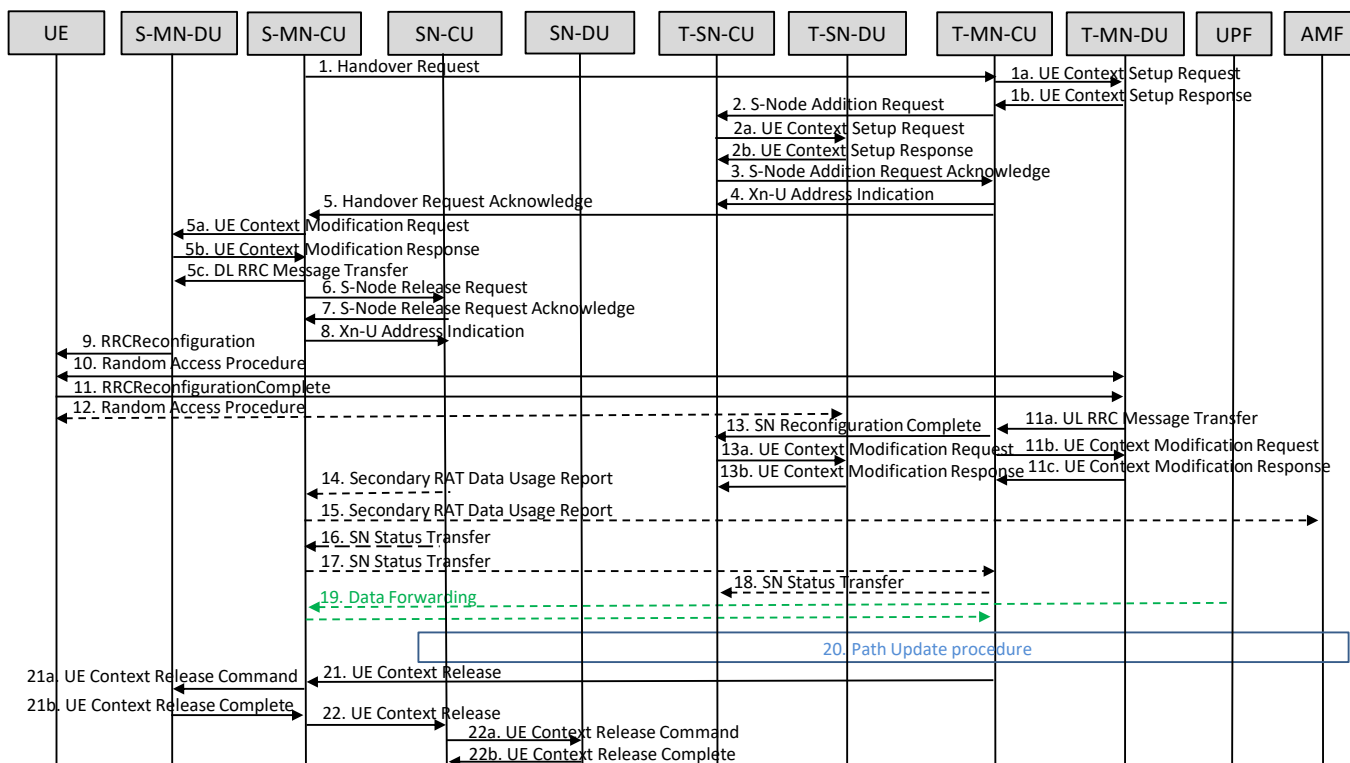 UE
S-MN-DU
S-MN-CU
SN-CU
SN-DU
T-SN-CU
T-SN-DU
T-MN-CU
T-MN-DU
UPF
AMF
1. Handover Request
1a. UE Context Setup Request
1b. UE Context Setup Response
2. S-Node Addition Request
2a. UE Context Setup Request
2b. UE Context Setup Response
3. S-Node Addition Request Acknowledge
4. Xn-U Address Indication
5. Handover Request Acknowledge
5a. UE Context Modification Request
5b. UE Context Modification Response
5c. DL RRC Message Transfer
6. S-Node Release Request
7. S-Node Release Request Acknowledge
8. Xn-U Address Indication
9. RRCReconfiguration
10. Random Access Procedure
11. RRCReconfigurationComplete
12. Random Access Procedure
11a. UL RRC Message Transfer
13. SN Reconfiguration Complete
11b. UE Context Modification Request
13a. UE Context Modification Request
11c. UE Context Modification Response
13b. UE Context Modification Response
14. Secondary RAT Data Usage Report
15. Secondary RAT Data Usage Report
16. SN Status Transfer
17. SN Status Transfer
18. SN Status Transfer
19. Data Forwarding
20. Path Update procedure
21. UE Context Release
21a. UE Context Release Command
21b. UE Context Release Complete
22. UE Context Release
22a. UE Context Release Command
22b. UE Context Release Complete